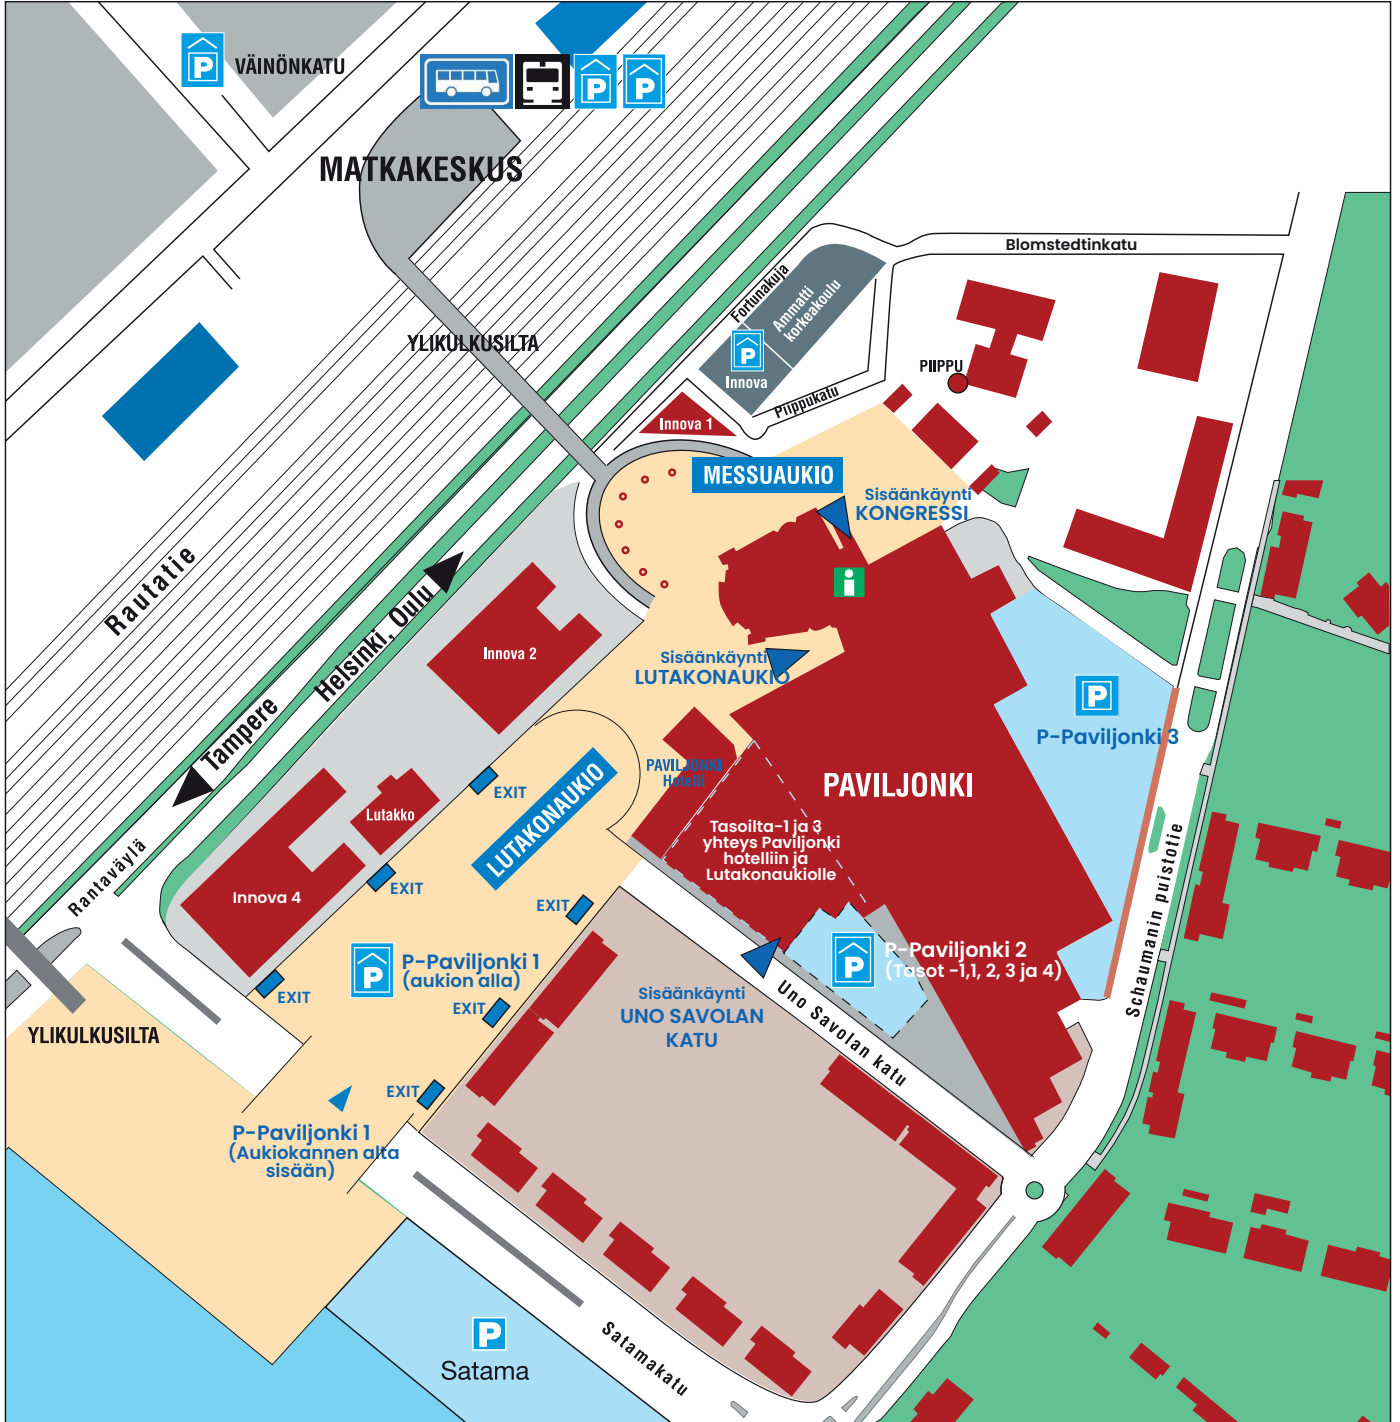 P
VÄINÖNKATU
P
P
MATKAKESKUS
Blomstedtinkatu
Fortunakuja
Ammatti
korkeakoulu
YLIKULKUSILTA
P
Innova
PIIPPU
Piippukatu
Innova 1
MESSUAUKIO
Sisäänkäynti
KONGRESSI
Rautatie
Helsinki, Oulu
i
Innova 2
Sisäänkäynti
LUTAKONAUKIO
P
P-Paviljonki 3
Tampere
PAVILJONKI
Hotelli
PAVILJONKI
EXIT
LUTAKONAUKIO
Lutakko
Tasoilta-1 ja 3
yhteys Paviljonki
hotelliin ja
Lutakonaukiolle
Rantaväylä
EXIT
Innova 4
EXIT
Schaumanin puistotie
P
P-Paviljonki 1
(aukion alla)
P
P-Paviljonki 2
(Tasot -1,1, 2, 3 ja 4)
EXIT
EXIT
Sisäänkäynti
UNO SAVOLAN
KATU
Uno Savolan katu
YLIKULKUSILTA
EXIT
P-Paviljonki 1
(Aukiokannen alta
sisään)
P
Satama
Satamakatu